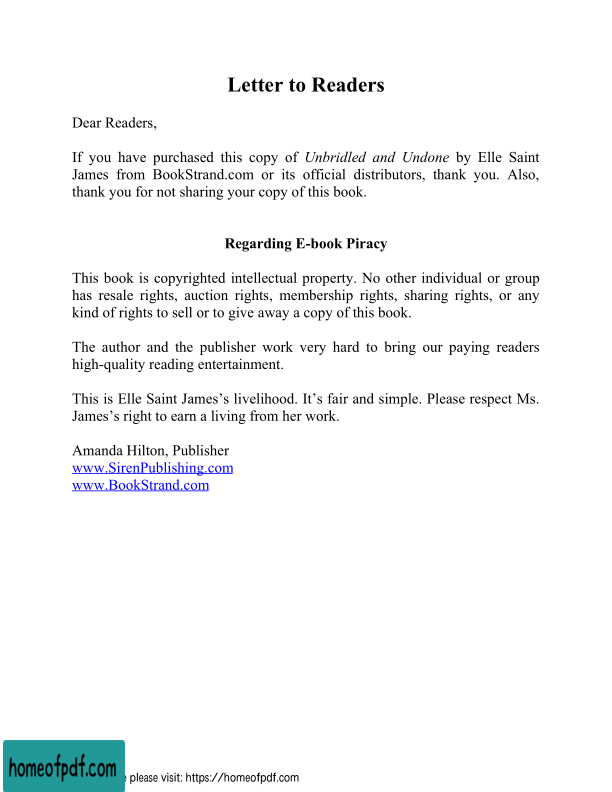 Letter to Readers
Dear Readers,
If you have purchased this copy of Unbridled and Undone by Elle Saint
James from BookStrand.com or its official distributors, thank you. Also,
thank you for not sharing your copy of this book.
Regarding E-book Piracy
This book is copyrighted intellectual property. No other individual or group
has resale rights, auction rights, membership rights, sharing rights, or any
kind of rights to sell or to give away a copy of this book.
The author and the publisher work very hard to bring our paying readers
high-quality reading entertainment.
This is Elle Saint James’s livelihood. It’s fair and simple. Please respect Ms.
James’s right to earn a living from her work.
Amanda Hilton, Publisher
www.SirenPublishing.com
www.BookStrand.com
homeofpdf.com
please visit: https://homeofpdf.com